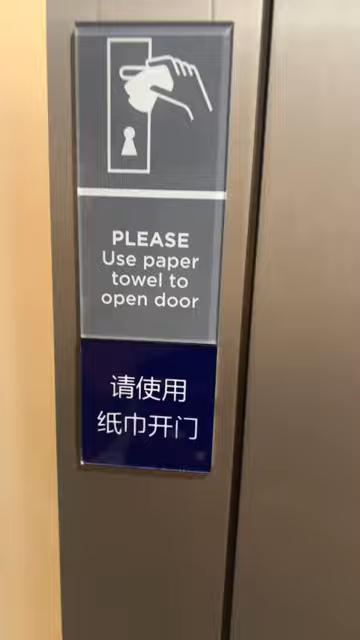 PLEASE
Use paper
towel to
open door
请使用
纸巾开门